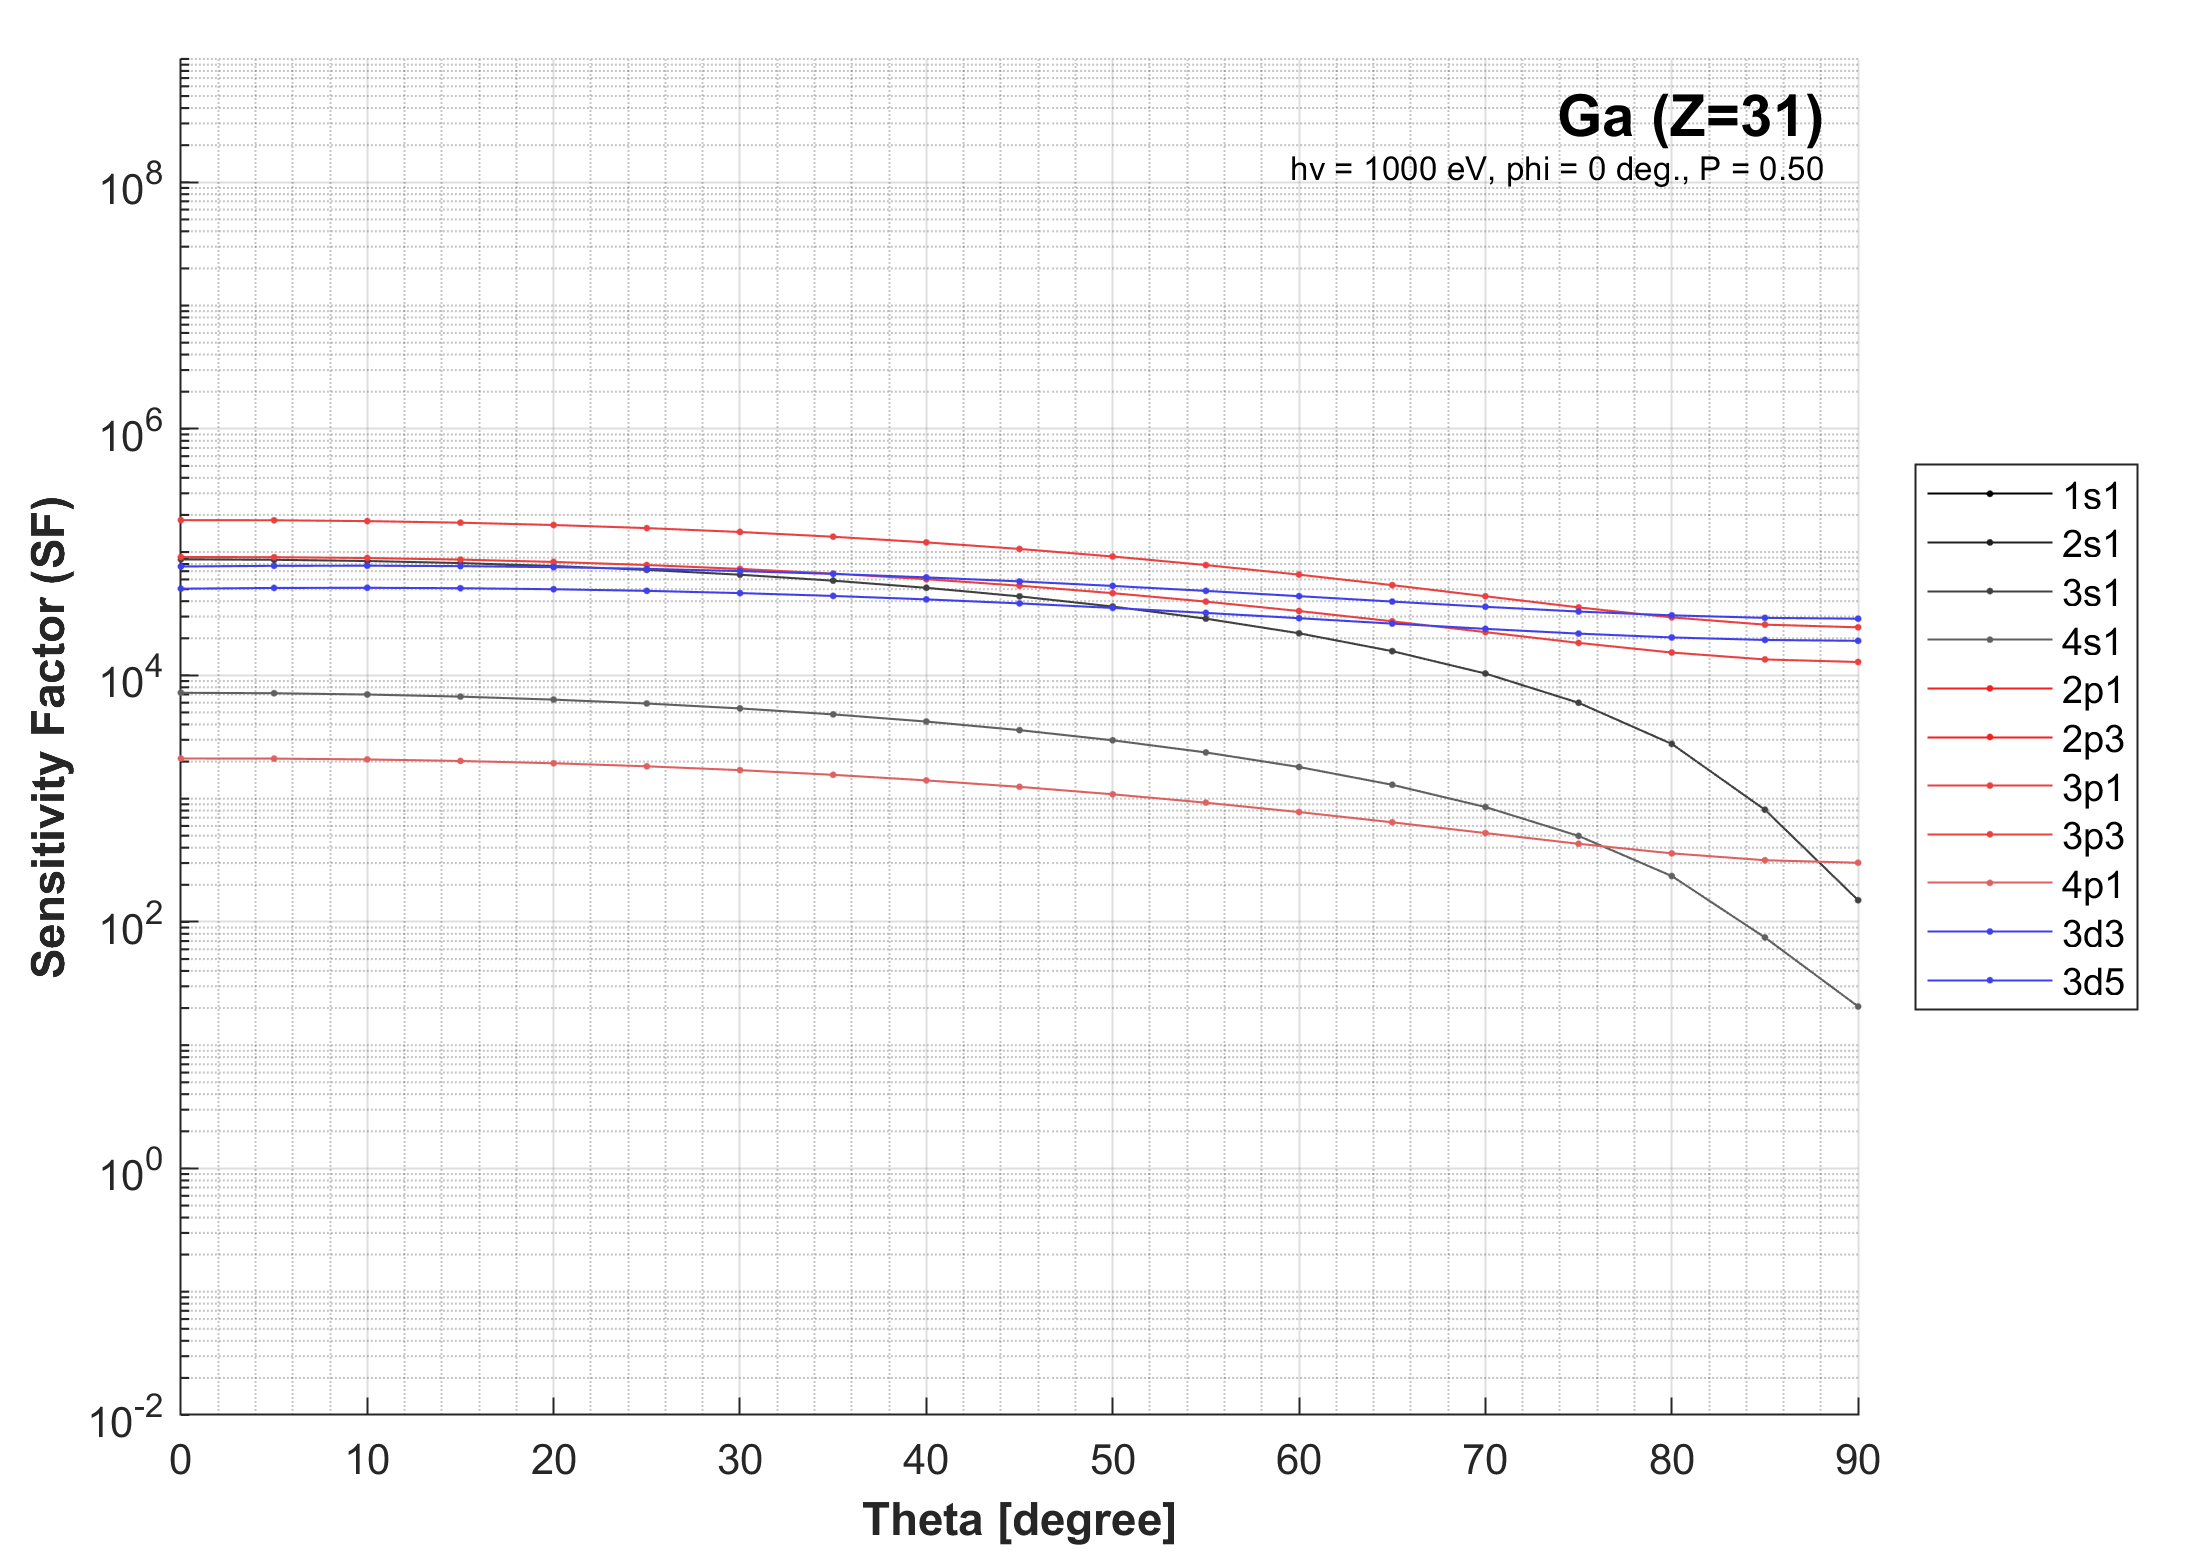 Ga (Z=31)
hv = 1000 eV, phi = 0 deg., P = 0.50
Sensitivity Factor (SF)
10^8
10^6
10^4
10^2
10^0
10^-2
0 10 20 30 40 50 60 70 80 90
Theta [degree]
1s1
2s1
3s1
4s1
2p1
2p3
3p1
3p3
4p1
3d3
3d5